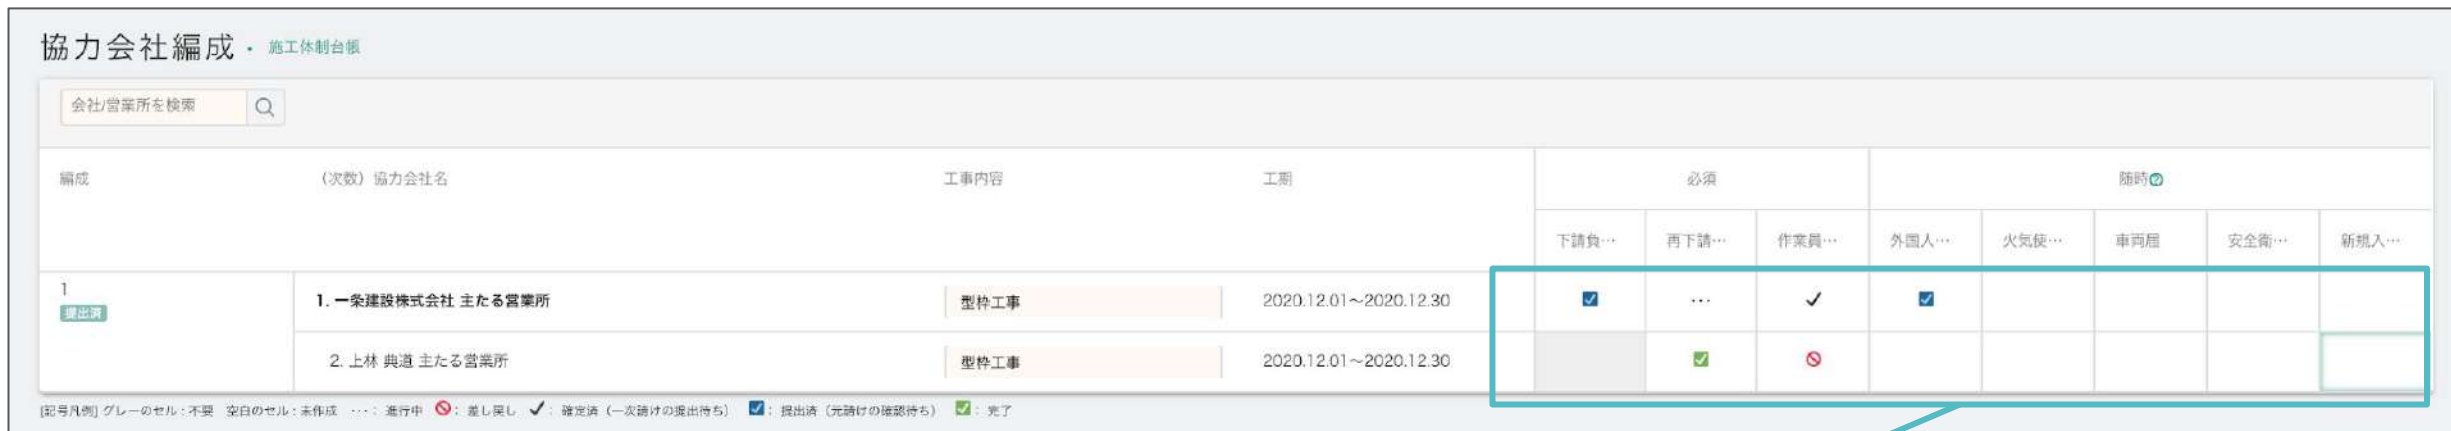 協力会社編成・施工体制台帳
会社/営業所を検索
編成 (次数) 協力会社名 工事内容 工期 必須 随時
下請負… 再下請… 作業員… 外国人… 火気使… 車両届 安全衛… 新規入…
1 提出済 1. 一条建設株式会社 主たる営業所 型枠工事 2020.12.01～2020.12.30 …
2. 上林 典道 主たる営業所 型枠工事 2020.12.01～2020.12.30
[記号凡例] グレーのセル：不要 空白のセル：未作成 …：進行中 🚫：差し戻し ✔：確定済（一次請けの提出待ち） ☑：提出済（元請けの確認待ち） ✅：完了